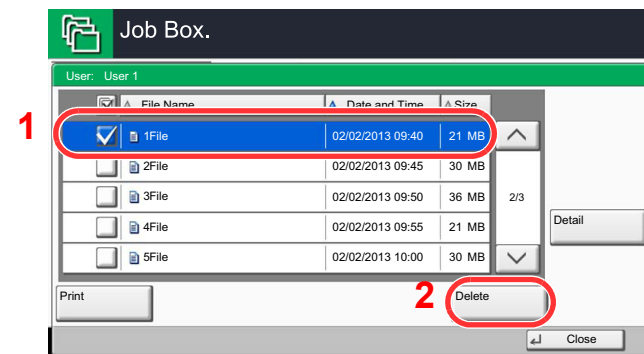 Job Box.
User: User 1
File Name Date and Time Size
1
1File 02/02/2013 09:40 21 MB
2File 02/02/2013 09:45 30 MB
3File 02/02/2013 09:50 36 MB 2/3
4File 02/02/2013 09:55 21 MB
Detail
5File 02/02/2013 10:00 30 MB
Print 2 Delete
Close